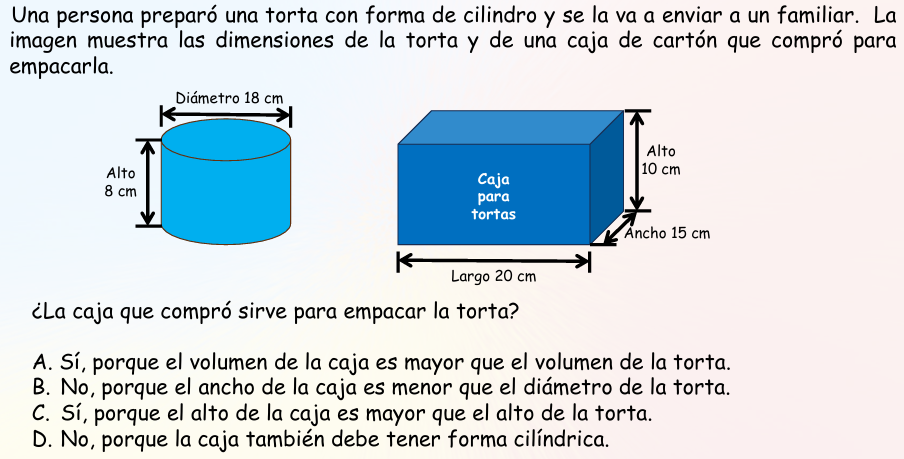 Una persona preparó una torta con forma de cilindro y se la va a enviar a un familiar. La
imagen muestra las dimensiones de la torta y de una caja de cartón que compró para
empacarla.
Diámetro 18 cm
Alto
8 cm
Caja
para
tortas
Alto
10 cm
Ancho 15 cm
Largo 20 cm
¿La caja que compró sirve para empacar la torta?
A. Sí, porque el volumen de la caja es mayor que el volumen de la torta.
B. No, porque el ancho de la caja es menor que el diámetro de la torta.
C. Sí, porque el alto de la caja es mayor que el alto de la torta.
D. No, porque la caja también debe tener forma cilíndrica.